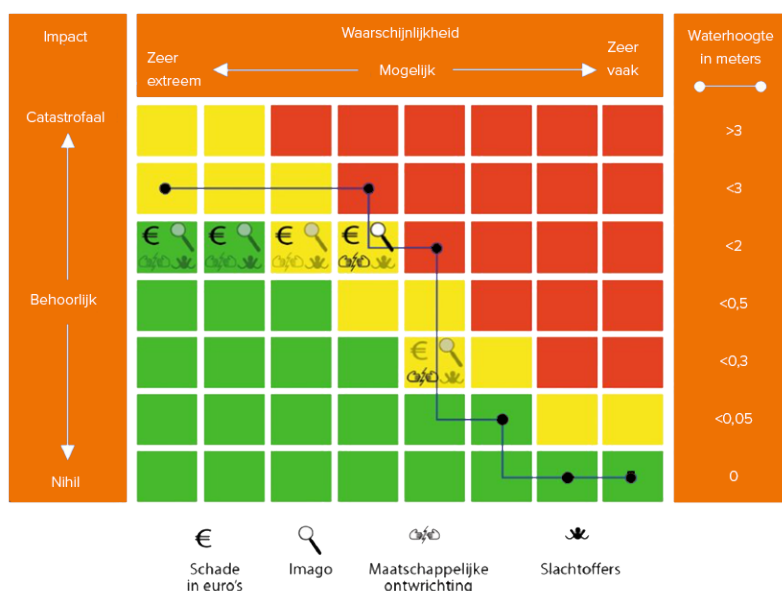 Impact
Waarschijnlijkheid
Zeer
extreem
Mogelijk
Zeer
vaak
Waterhoogte
in meters
Catastrofaal
>3
<3
€ € € €
<2
Behoorlijk
<0,5
€
<0,3
<0,05
Nihil
0
€
Schade
in euro's
Imago
Maatschappelijke
ontwrichting
Slachtoffers